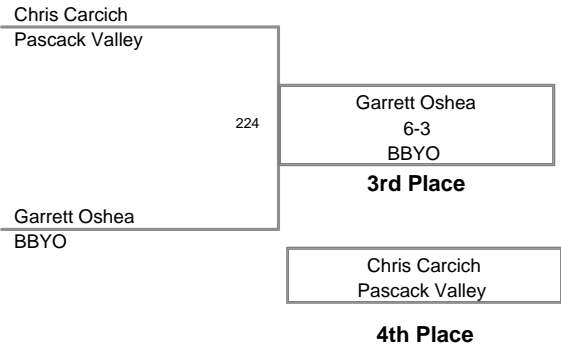 Chris Carcich
Pascack Valley
Garrett Oshea
6-3
BBYO
224
3rd Place
Garrett Oshea
BBYO
Chris Carcich
Pascack Valley
4th Place